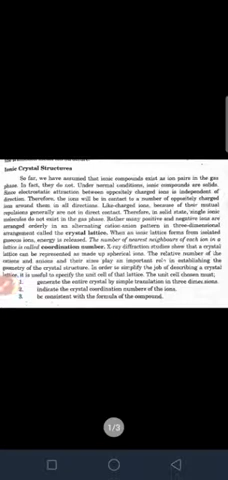 Ionic Crystal Structures
So far, we have assumed that ionic compounds exist as ion pairs in the gas
phase. In fact, they do not. Under normal conditions, ionic compounds are solids.
Since electrostatic attraction between oppositely charged ions is independent of
direction. Therefore, the ions will be in contact to a number of oppositely charged
ions around them in all directions. Like-charged ions, because of their mutual
repulsions generally are not in direct contact. Therefore, in solid state, single ionic
molecules do not exist in the gas phase. Rather many positive and negative ions are
arranged orderly in an alternating cation-anion pattern in three-dimensional
arrangement called the crystal lattice. When an ionic lattice forms from isolated
gaseous ions, energy is released. The number of nearest neighbours of each ion in a
lattice is called coordination number. X-ray diffraction studies show that a crystal
lattice can be represented as made up spherical ions. The relative number of the
cations and anions and their sizes play an important role in establishing the
geometry of the crystal structure. In order to simplify the job of describing a crystal
lattice, it is useful to specify the unit cell of that lattice. The unit cell chosen must;
1. generate the entire crystal by simple translation in three dimensions.
2. indicate the crystal coordination numbers of the ions.
3. be consistent with the formula of the compound.
1/3